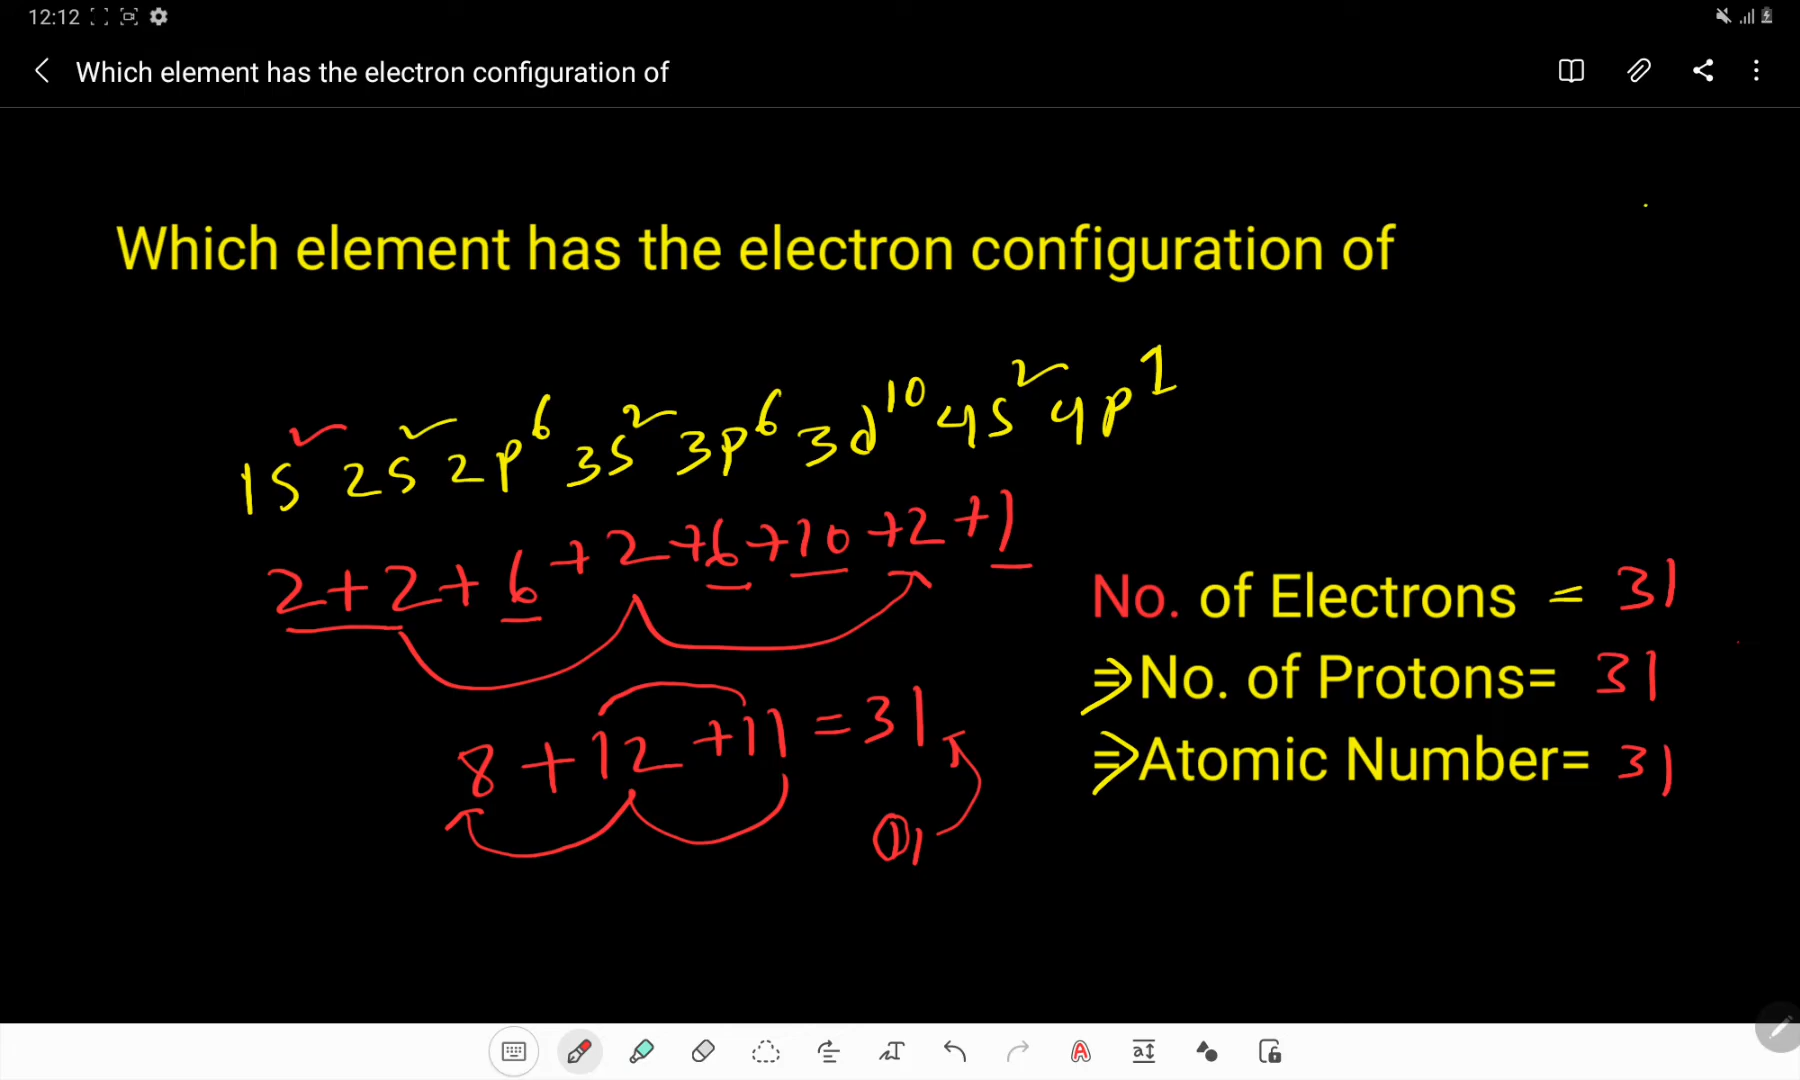 12:12
Which element has the electron configuration of
Which element has the electron configuration of
1s² 2s² 2p⁶ 3s² 3p⁶ 3d¹⁰ 4s² 4p¹
2+2+6+2+6+10+2+1
8+12+11=31
No. of Electrons = 31
⇒No. of Protons= 31
⇒Atomic Number= 31